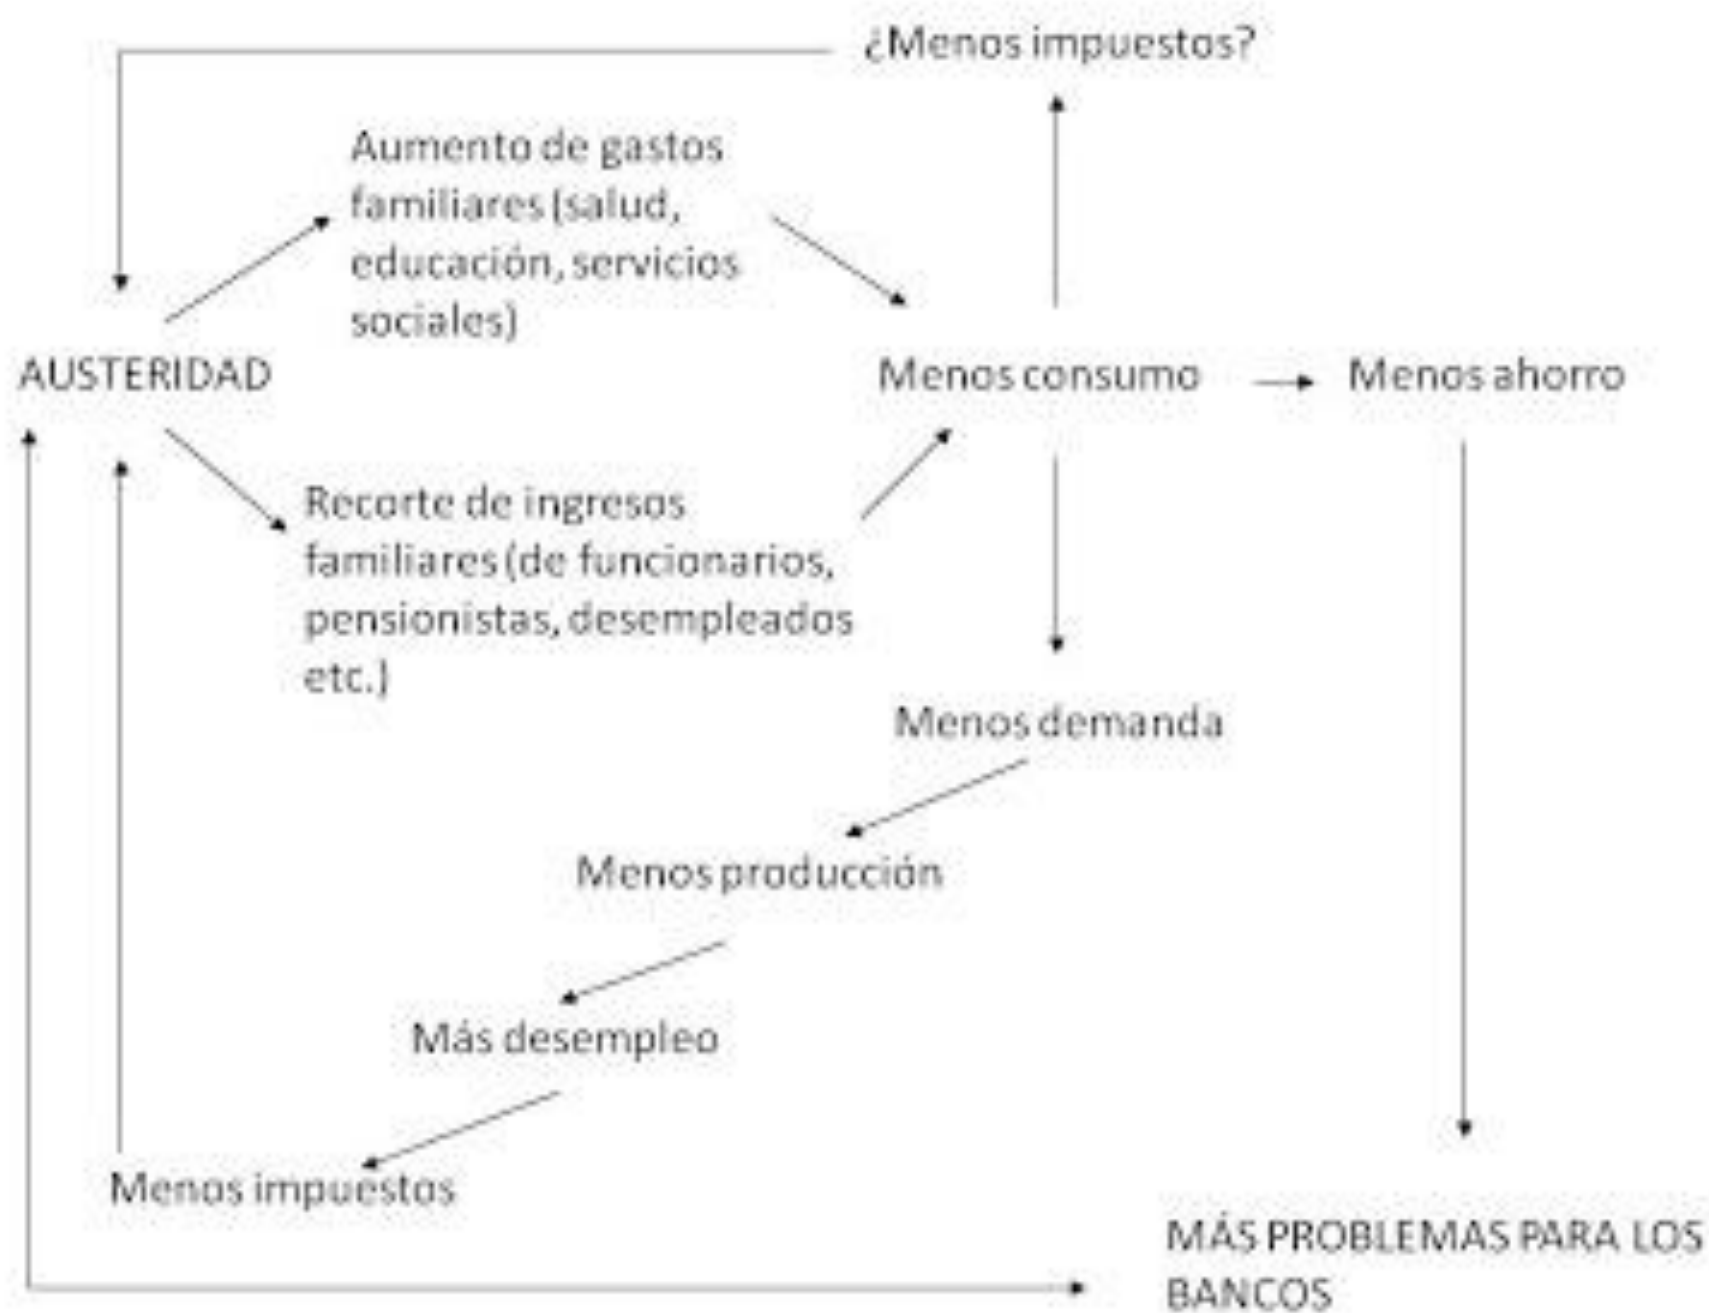 ¿Menos impuestos?
Aumento de gastos
familiares (salud,
educación, servicios
sociales)
AUSTERIDAD
Menos consumo
Menos ahorro
Recorte de ingresos
familiares (de funcionarios,
pensionistas, desempleados
etc.)
Menos demanda
Menos producción
Más desempleo
Menos impuestos
MÁS PROBLEMAS PARA LOS
BANCOS